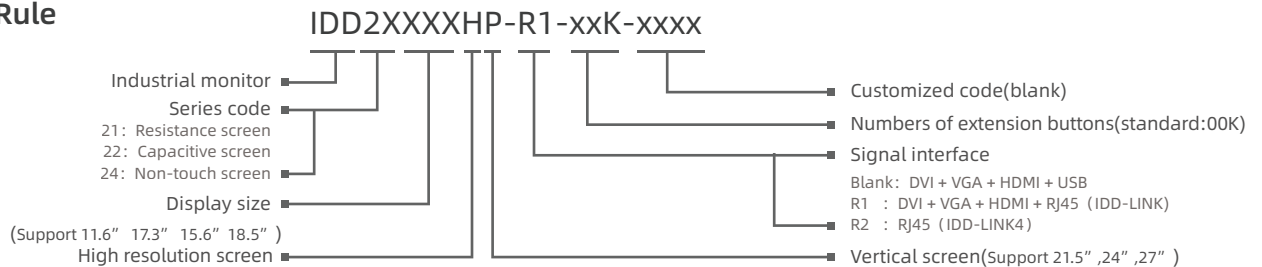 Rule
IDD2XXXXHP-R1-xxK-xxxx
Industrial monitor
Series code
21：Resistance screen
22：Capacitive screen
24：Non-touch screen
Display size
(Support 11.6” 17.3” 15.6” 18.5” )
High resolution screen
Customized code(blank)
Numbers of extension buttons(standard:00K)
Signal interface
Blank：DVI + VGA + HDMI + USB
R1 ：DVI + VGA + HDMI + RJ45（IDD-LINK)
R2 ：RJ45（IDD-LINK4）
Vertical screen(Support 21.5” ,24” ,27” )